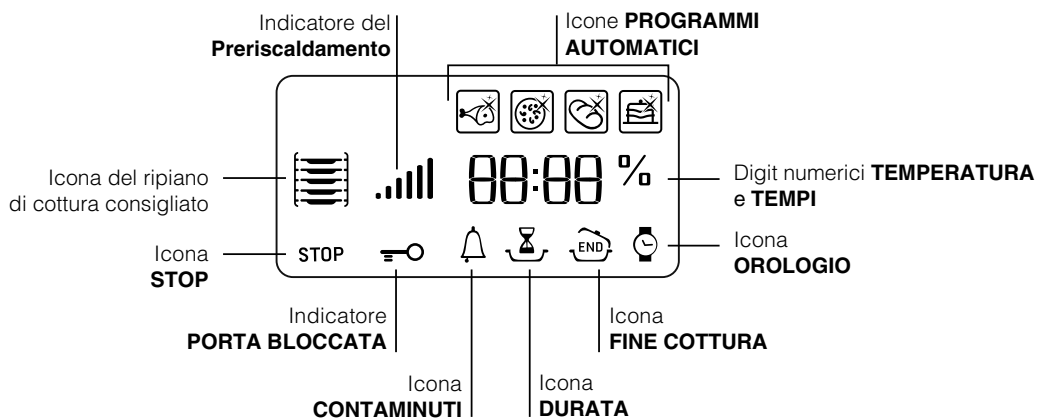 Indicatore del
Preriscaldamento
Icone PROGRAMMI
AUTOMATICI
Icona del ripiano
di cottura consigliato
88:88 %
Digit numerici TEMPERATURA
e TEMPI
Icona
STOP
STOP
END
Icona
OROLOGIO
Indicatore
PORTA BLOCCATA
Icona
FINE COTTURA
Icona
CONTAMINUTI
Icona
DURATA